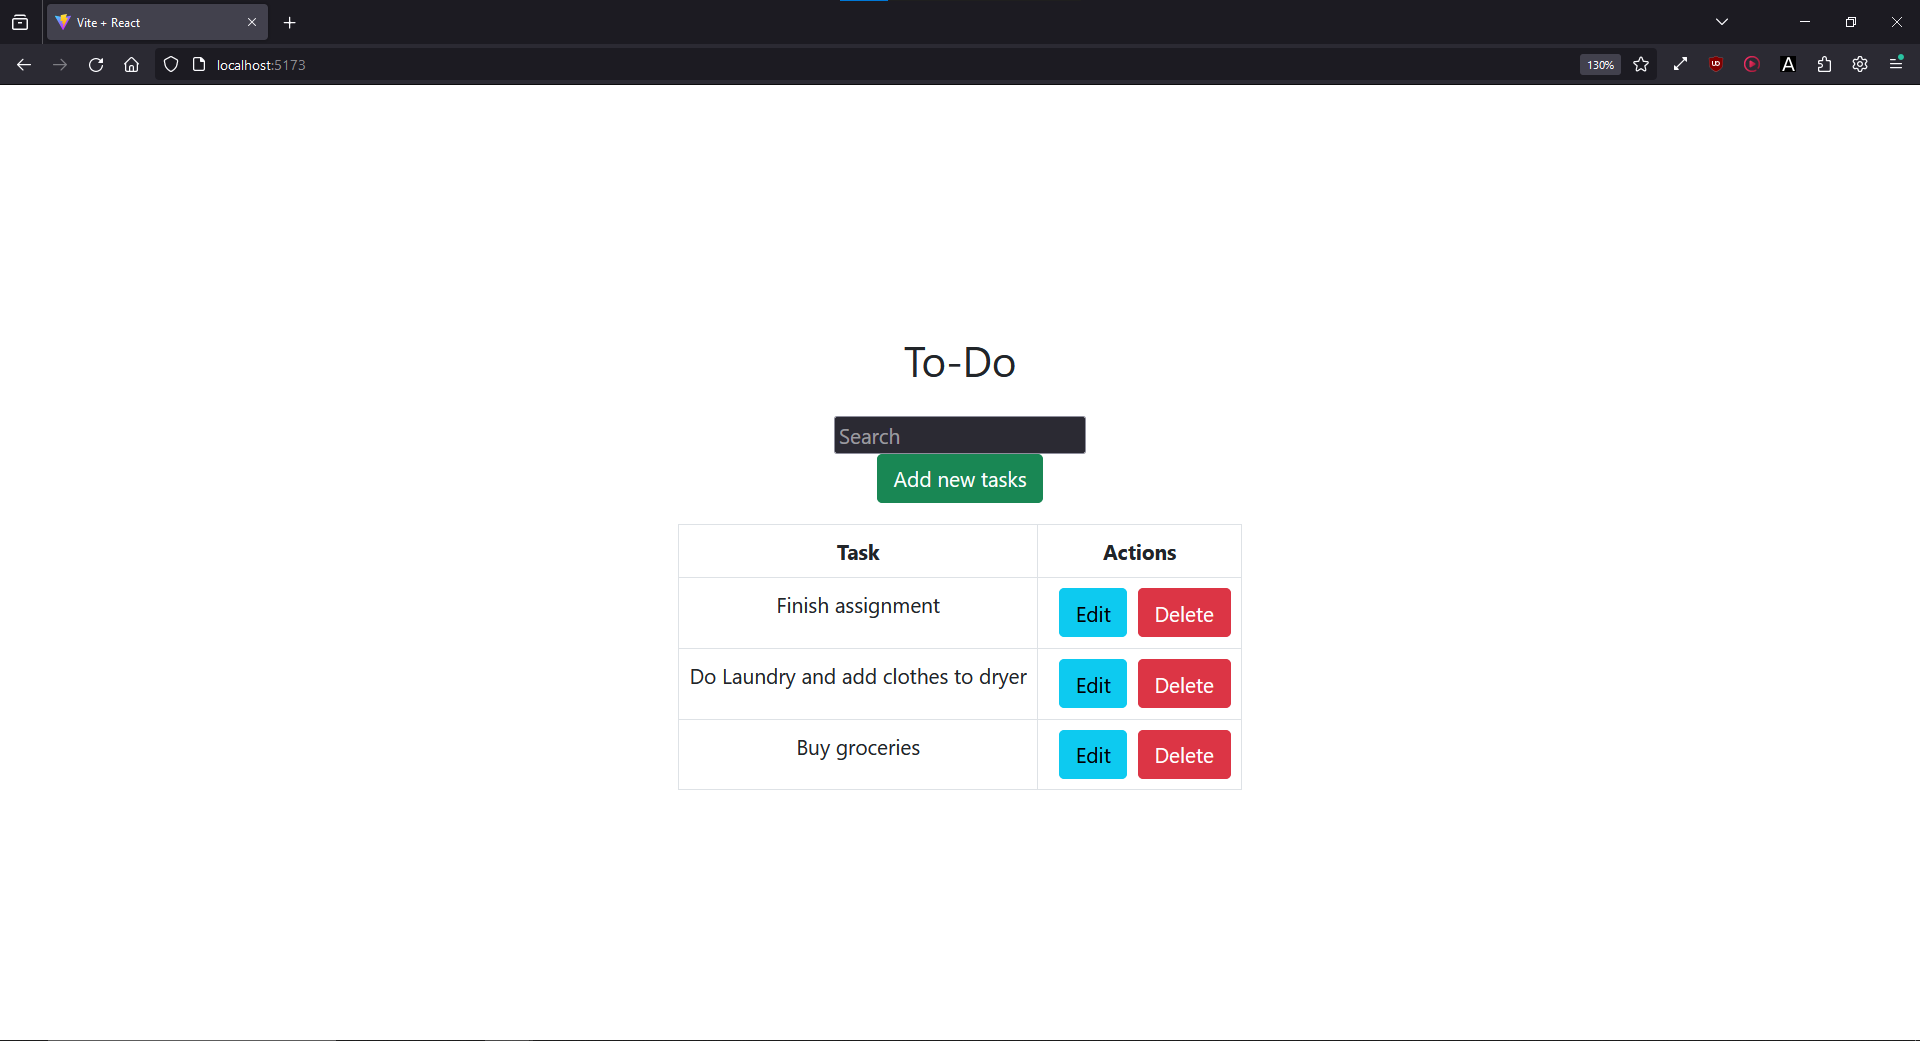 Vite + React
localhost:5173
130%
To-Do
Search
Add new tasks
Task Actions
Finish assignment Edit Delete
Do Laundry and add clothes to dryer Edit Delete
Buy groceries Edit Delete